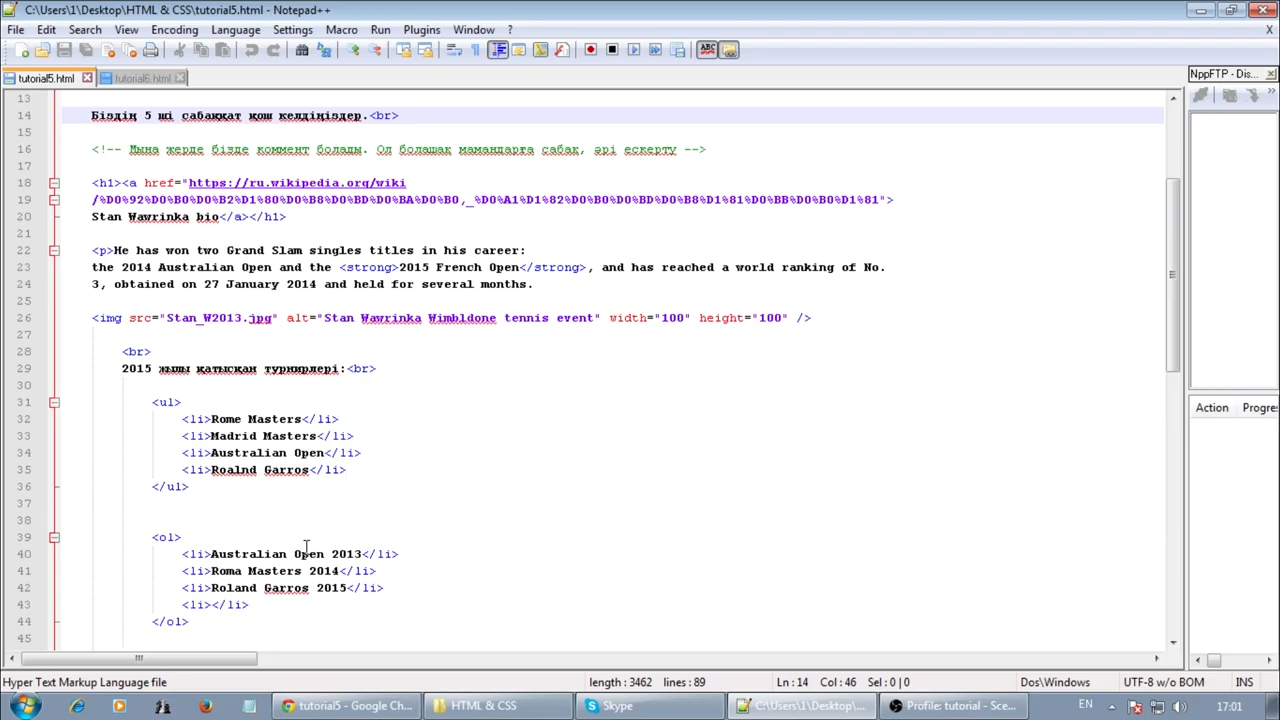 C:\Users\1\Desktop\HTML & CSS\tutorial5.html - Notepad++
File Edit Search View Encoding Language Settings Macro Run Plugins Window ? X
tutorial5.html tutorial6.html
NppFTP - Dis...
13
14 Біздің 5 ші сабаққат қош келдіңіздер.<br>
15
16 <!-- Мына жерде бізде коммент болады. Ол болашақ мамандарға сабақ, әрі ескерту -->
17
18 <h1><a href="https://ru.wikipedia.org/wiki
19 /%D0%92%D0%B0%D0%B2%D1%80%D0%B8%D0%BD%D0%BA%D0%B0,_%D0%A1%D1%82%D0%B0%D0%BD%D0%B8%D1%81%D0%BB%D0%B0%D1%81">
20 Stan Wawrinka bio</a></h1>
21
22 <p>He has won two Grand Slam singles titles in his career:
23 the 2014 Australian Open and the <strong>2015 French Open</strong>, and has reached a world ranking of No.
24 3, obtained on 27 January 2014 and held for several months.
25
26 <img src="Stan_W2013.jpg" alt="Stan Wawrinka Wimbldone tennis event" width="100" height="100" />
27
28 <br>
29 2015 жылы қатысқан турнирлері:<br>
30
31 <ul>
32 <li>Rome Masters</li>
33 <li>Madrid Masters</li>
34 <li>Australian Open</li>
35 <li>Roalnd Garros</li>
36 </ul>
37
38
39 <ol>
40 <li>Australian Open 2013</li>
41 <li>Roma Masters 2014</li>
42 <li>Roland Garros 2015</li>
43 <li></li>
44 </ol>
45
Action Progre
Hyper Text Markup Language file length : 3462 lines : 89 Ln : 14 Col : 46 Sel : 0 | 0 Dos\Windows UTF-8 w/o BOM INS
tutorial5 - Google Ch... HTML & CSS Skype C:\Users\1\Desktop\... Profile: tutorial - Sce... EN 17:01